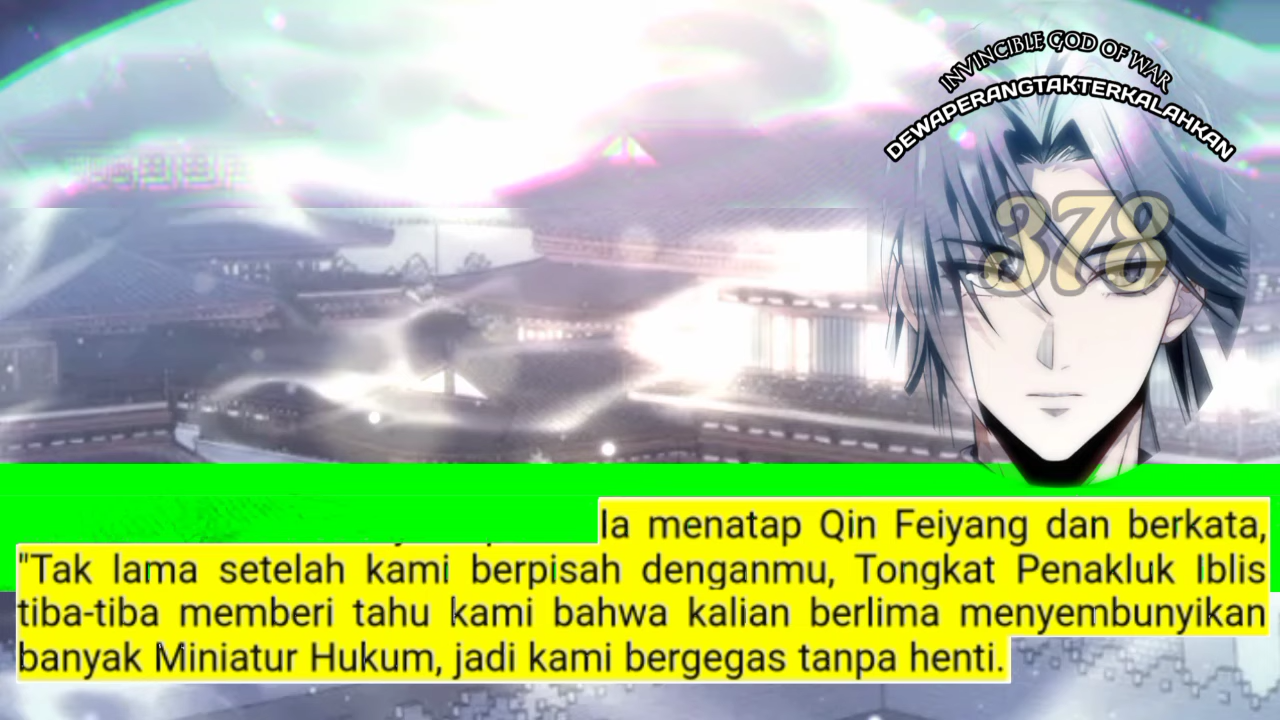 INVINCIBLE GOD OF WAR
DEWAPERANGTAKTERKALAHKAN
378
Ia menatap Qin Feiyang dan berkata,
"Tak lama setelah kami berpisah denganmu, Tongkat Penakluk Iblis
tiba-tiba memberi tahu kami bahwa kalian berlima menyembunyikan
banyak Miniatur Hukum, jadi kami bergegas tanpa henti.